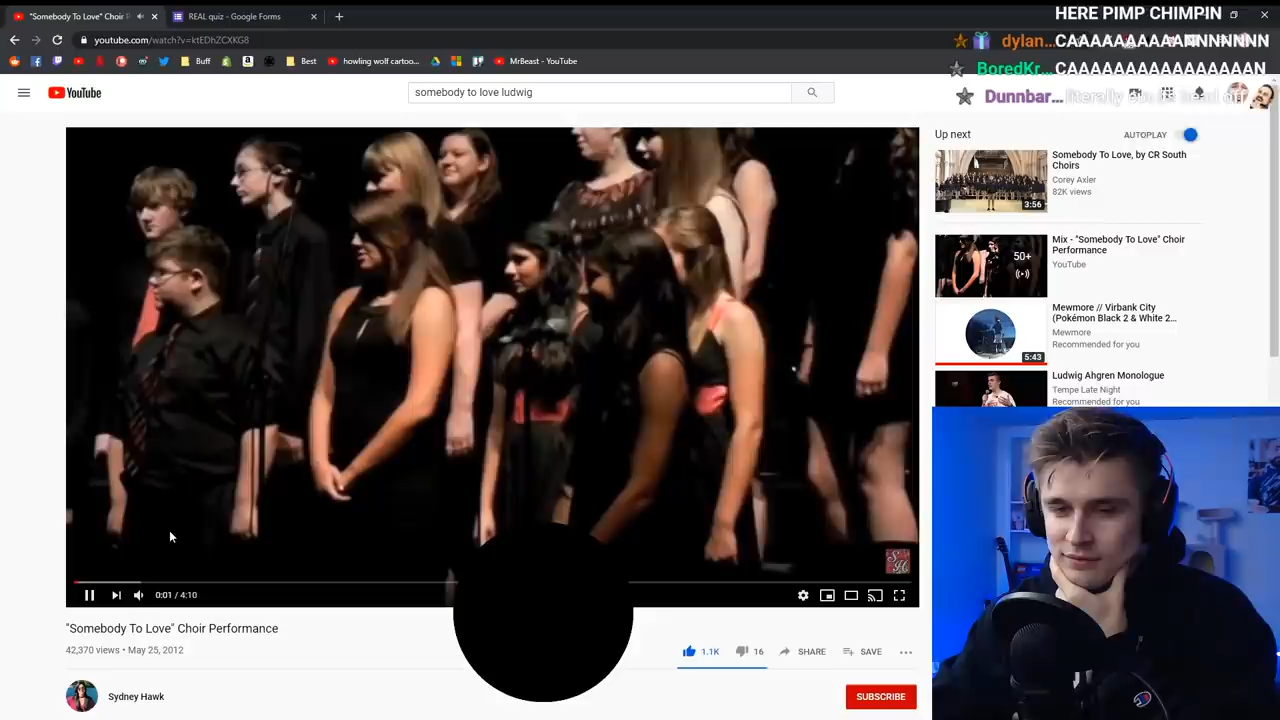 "Somebody To Love" Choir P
REAL quiz - Google Forms
HERE PIMP CHIMPIN
youtube.com/watch?v=ktEDhZCXKG8
dylan... CAAAAAAAAAANNNNNN
Buff
Best
howling wolf cartoo...
MrBeast - YouTube
BoredKr... CAAAAAAAAAAAAAAAN
YouTube
somebody to love ludwig
Dunnbar...
Up next
AUTOPLAY
Somebody To Love, by CR South
Choirs
Corey Axler
82K views
3:56
Mix - "Somebody To Love" Choir
Performance
YouTube
50+
Mewmore // Virbank City
(Pokémon Black 2 & White 2...
Mewmore
Recommended for you
5:43
Ludwig Ahgren Monologue
Tempe Late Night
Recommended for you
0:01 / 4:10
"Somebody To Love" Choir Performance
42,370 views • May 25, 2012
1.1K
16
SHARE
SAVE
Sydney Hawk
SUBSCRIBE